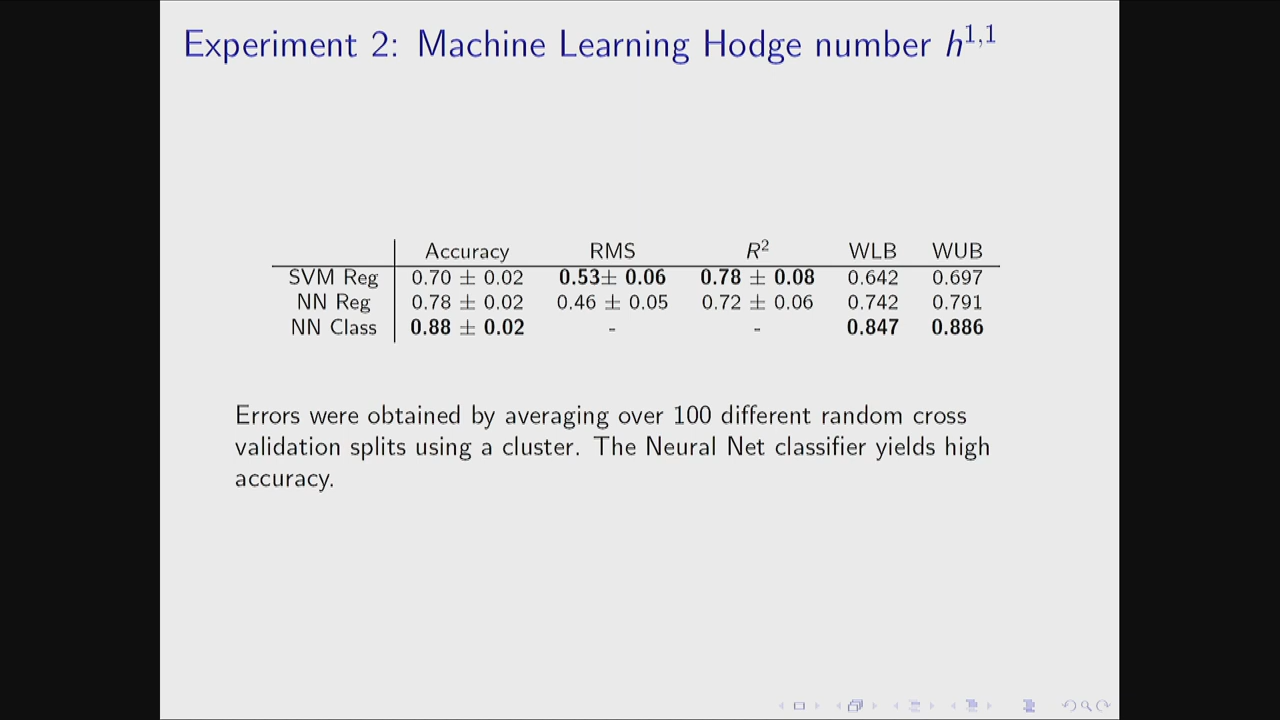 Experiment 2: Machine Learning Hodge number h^{1,1}
Accuracy RMS R² WLB WUB
SVM Reg 0.70 ± 0.02 0.53± 0.06 0.78 ± 0.08 0.642 0.697
NN Reg 0.78 ± 0.02 0.46 ± 0.05 0.72 ± 0.06 0.742 0.791
NN Class 0.88 ± 0.02 - - 0.847 0.886
Errors were obtained by averaging over 100 different random cross
validation splits using a cluster. The Neural Net classifier yields high
accuracy.